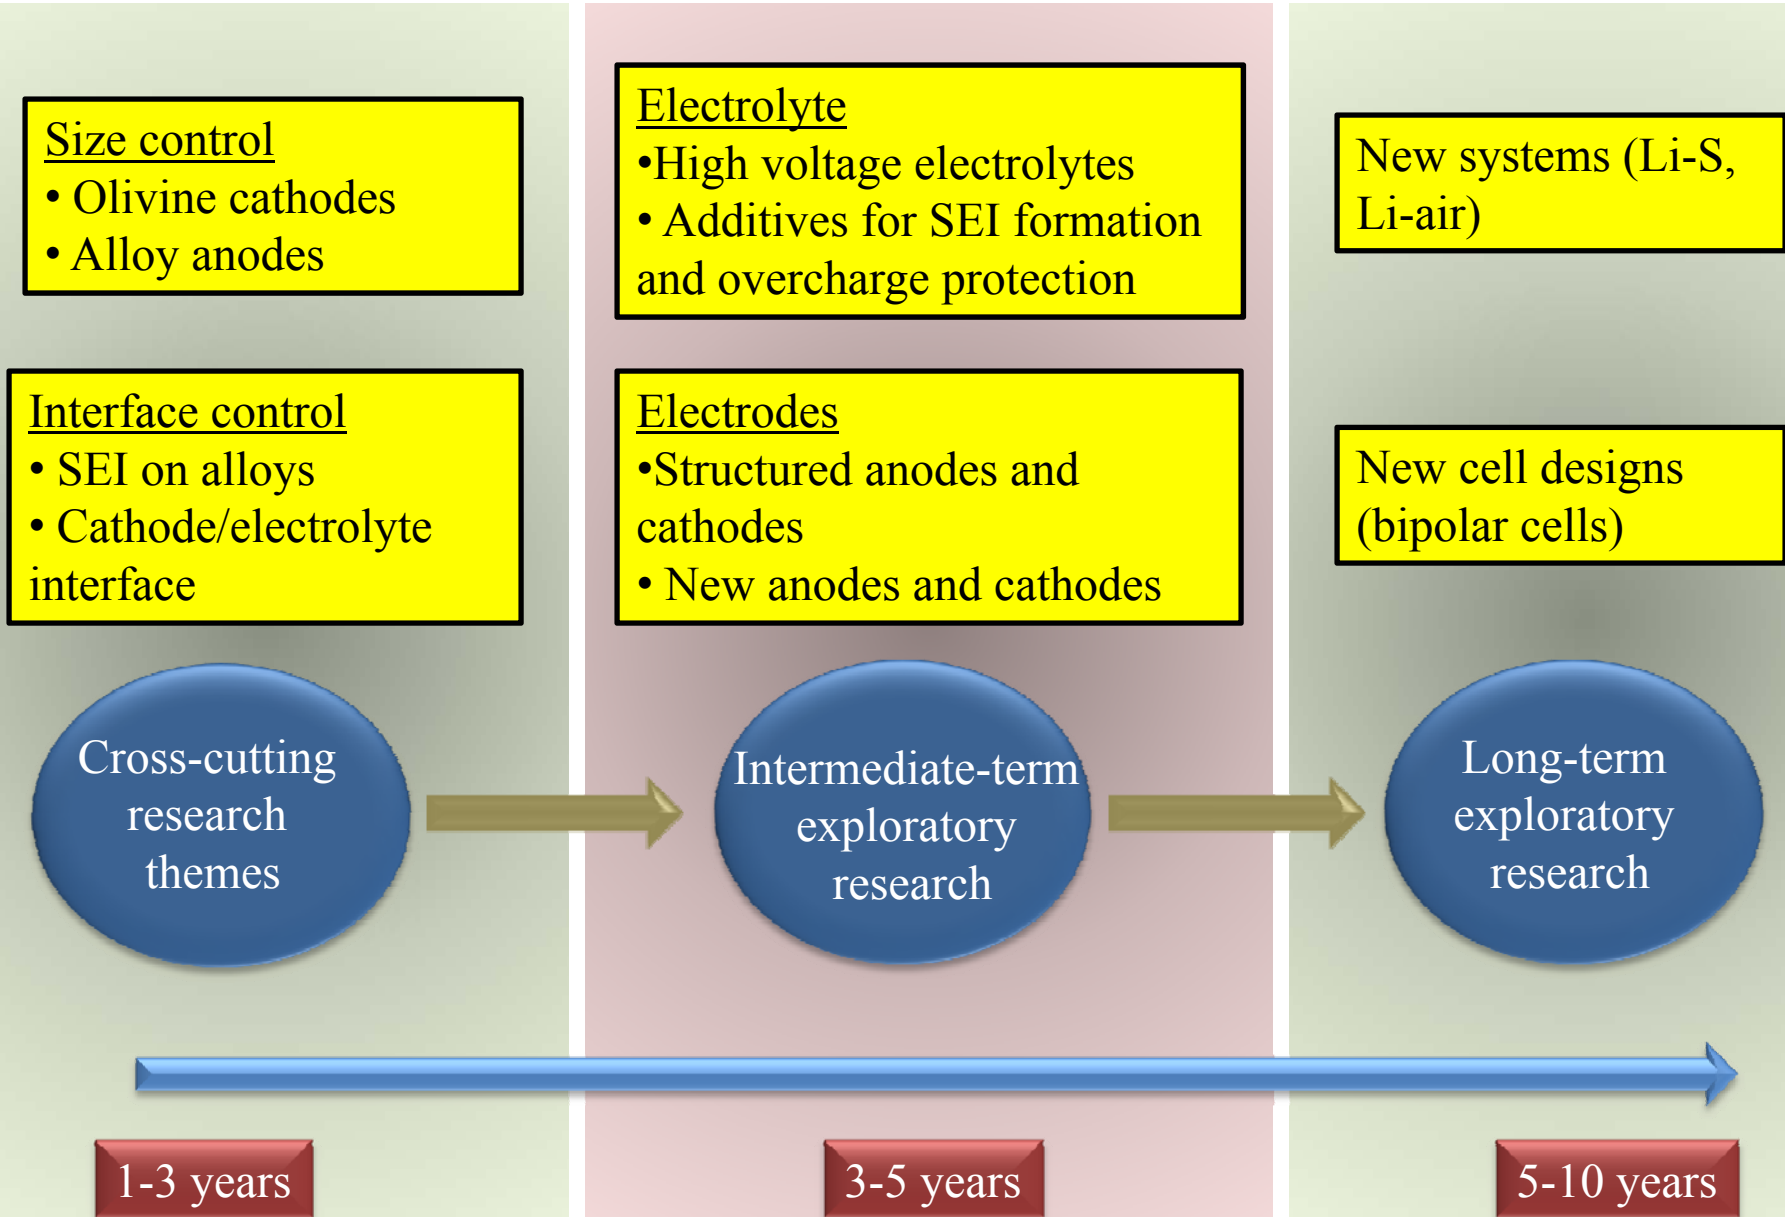 Size control
• Olivine cathodes
• Alloy anodes
Interface control
• SEI on alloys
• Cathode/electrolyte
interface
Cross-cutting
research
themes
1-3 years
Electrolyte
•High voltage electrolytes
• Additives for SEI formation
and overcharge protection
Electrodes
•Structured anodes and
cathodes
• New anodes and cathodes
Intermediate-term
exploratory
research
3-5 years
New systems (Li-S,
Li-air)
New cell designs
(bipolar cells)
Long-term
exploratory
research
5-10 years